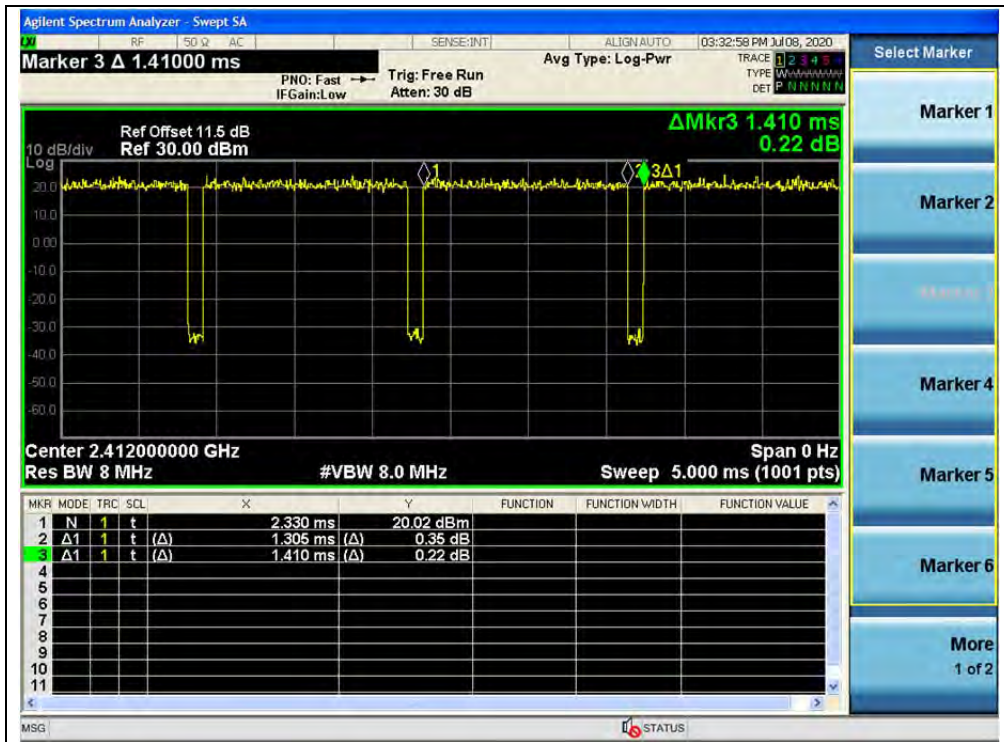 Agilent Spectrum Analyzer - Swept SA
LXI RF 50 Ω AC SENSE:INT ALIGN AUTO 03:32:58 PM Jul 08, 2020
Marker 3 Δ 1.41000 ms
PNO: Fast
IFGain:Low
Trig: Free Run
Atten: 30 dB
Avg Type: Log-Pwr
TRACE 1 2 3 4 5
TYPE W
DET P N N N N N
Ref Offset 11.5 dB
Ref 30.00 dBm
10 dB/div
Log
ΔMkr3 1.410 ms
0.22 dB
1
2
3Δ1
20.0
10.0
0.00
-10.0
-20.0
-30.0
-40.0
-50.0
-60.0
Center 2.412000000 GHz
Span 0 Hz
Res BW 8 MHz
#VBW 8.0 MHz
Sweep 5.000 ms (1001 pts)
MKR MODE TRC SCL X Y FUNCTION FUNCTION WIDTH FUNCTION VALUE
1 N 1 t 2.330 ms 20.02 dBm
2 Δ1 1 t (Δ) 1.305 ms (Δ) 0.35 dB
3 Δ1 1 t (Δ) 1.410 ms (Δ) 0.22 dB
4
5
6
7
8
9
10
11
MSG
STATUS
Select Marker
Marker 1
Marker 2
Marker 4
Marker 5
Marker 6
More
1 of 2